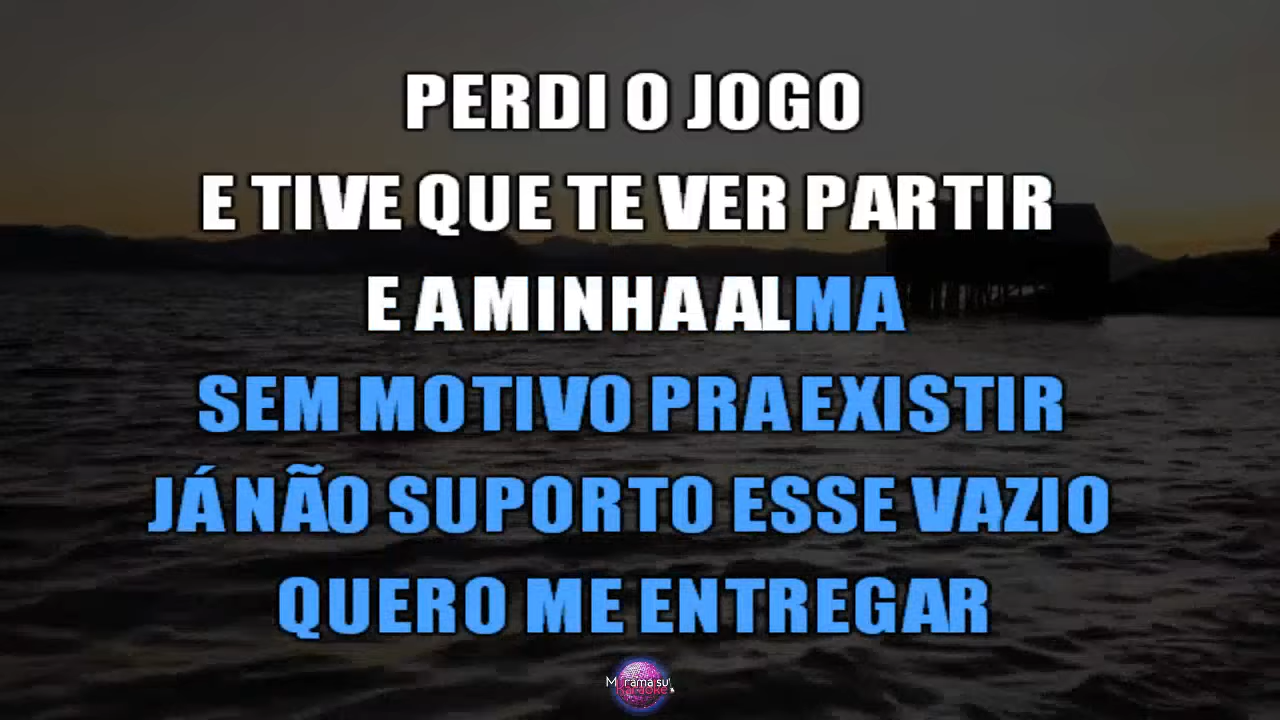 PERDI O JOGO
E TIVE QUE TE VER PARTIR
E A MINHA ALMA
SEM MOTIVO PRA EXISTIR
JÁ NÃO SUPORTO ESSE VAZIO
QUERO ME ENTREGAR
Karaoke